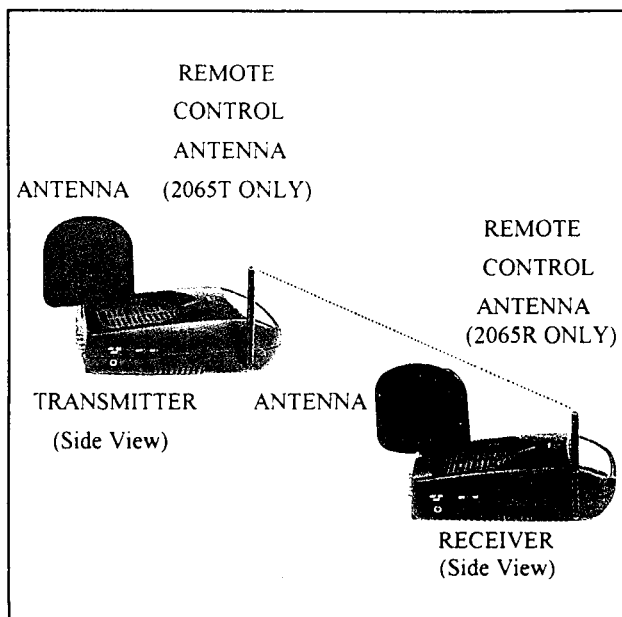 REMOTE
CONTROL
ANTENNA
ANTENNA
(2065T ONLY)
REMOTE
CONTROL
ANTENNA
(2065R ONLY)
TRANSMITTER
(Side View)
ANTENNA
RECEIVER
(Side View)